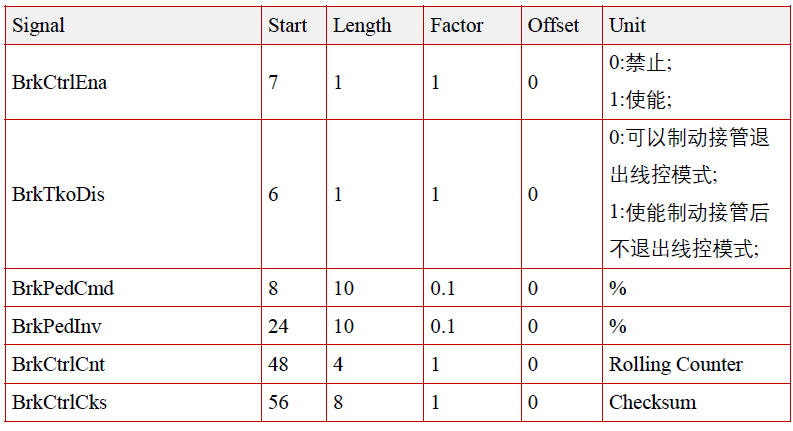 Signal Start Length Factor Offset Unit
BrkCtrlEna 7 1 1 0 0:禁止;
1:使能;
BrkTkoDis 6 1 1 0 0:可以制动接管退
出线控模式;
1:使能制动接管后
不退出线控模式;
BrkPedCmd 8 10 0.1 0 %
BrkPedInv 24 10 0.1 0 %
BrkCtrlCnt 48 4 1 0 Rolling Counter
BrkCtrlCks 56 8 1 0 Checksum